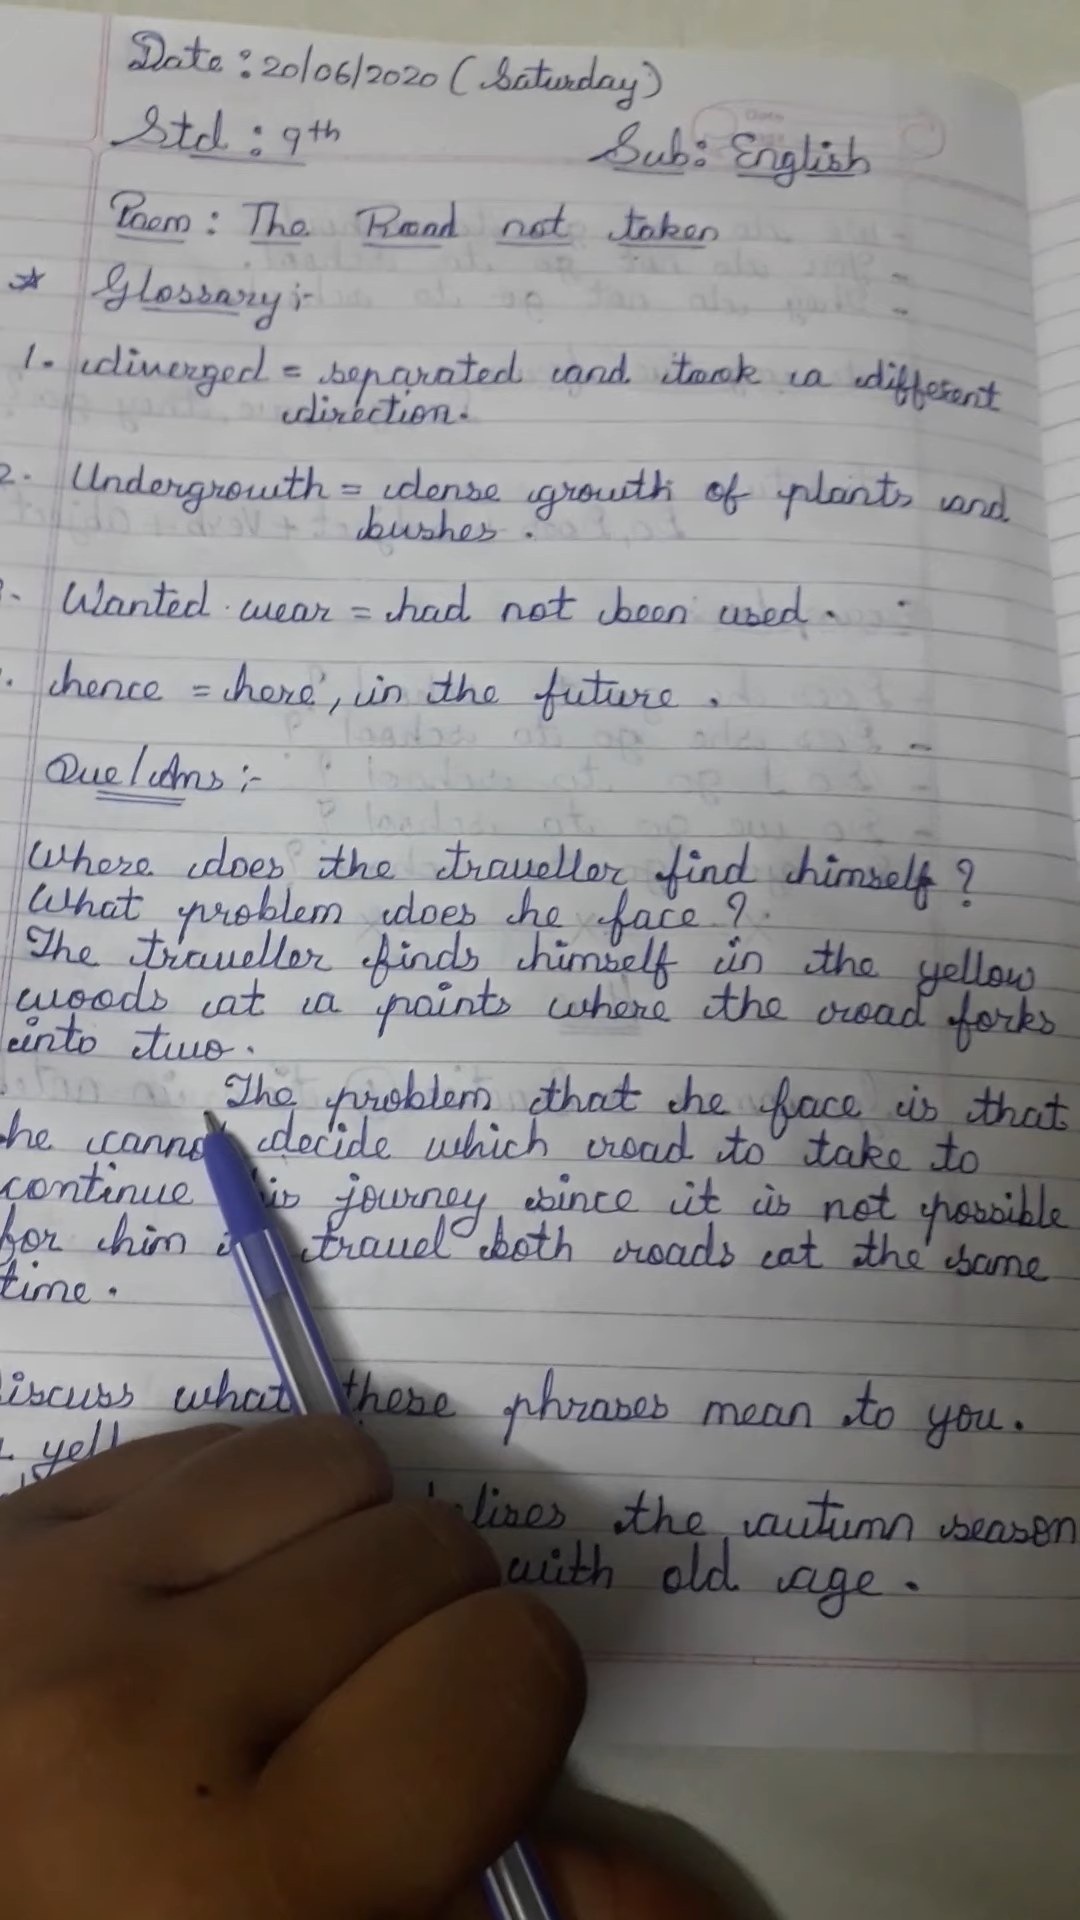 Date : 20/06/2020 ( Saturday )
Std : 9th Sub : English
Poem : The Road not taken
* Glossary :-
1. diverged = separated and took a different
direction.
2. Undergrowth = dense growth of plants and
bushes .
Wanted wear = had not been used .
hence = here , in the future .
Que/Ans :-
Where does the traveller find himself ?
What problem does he face ?
The traveller finds himself in the yellow
woods at a points where the road forks
into two .
The problem that he face is that
he decide which road to take to
continue journey since it is not possible
for him travel both roads at the same
time .
what these phrases mean to you .
the autumn season
with old age .